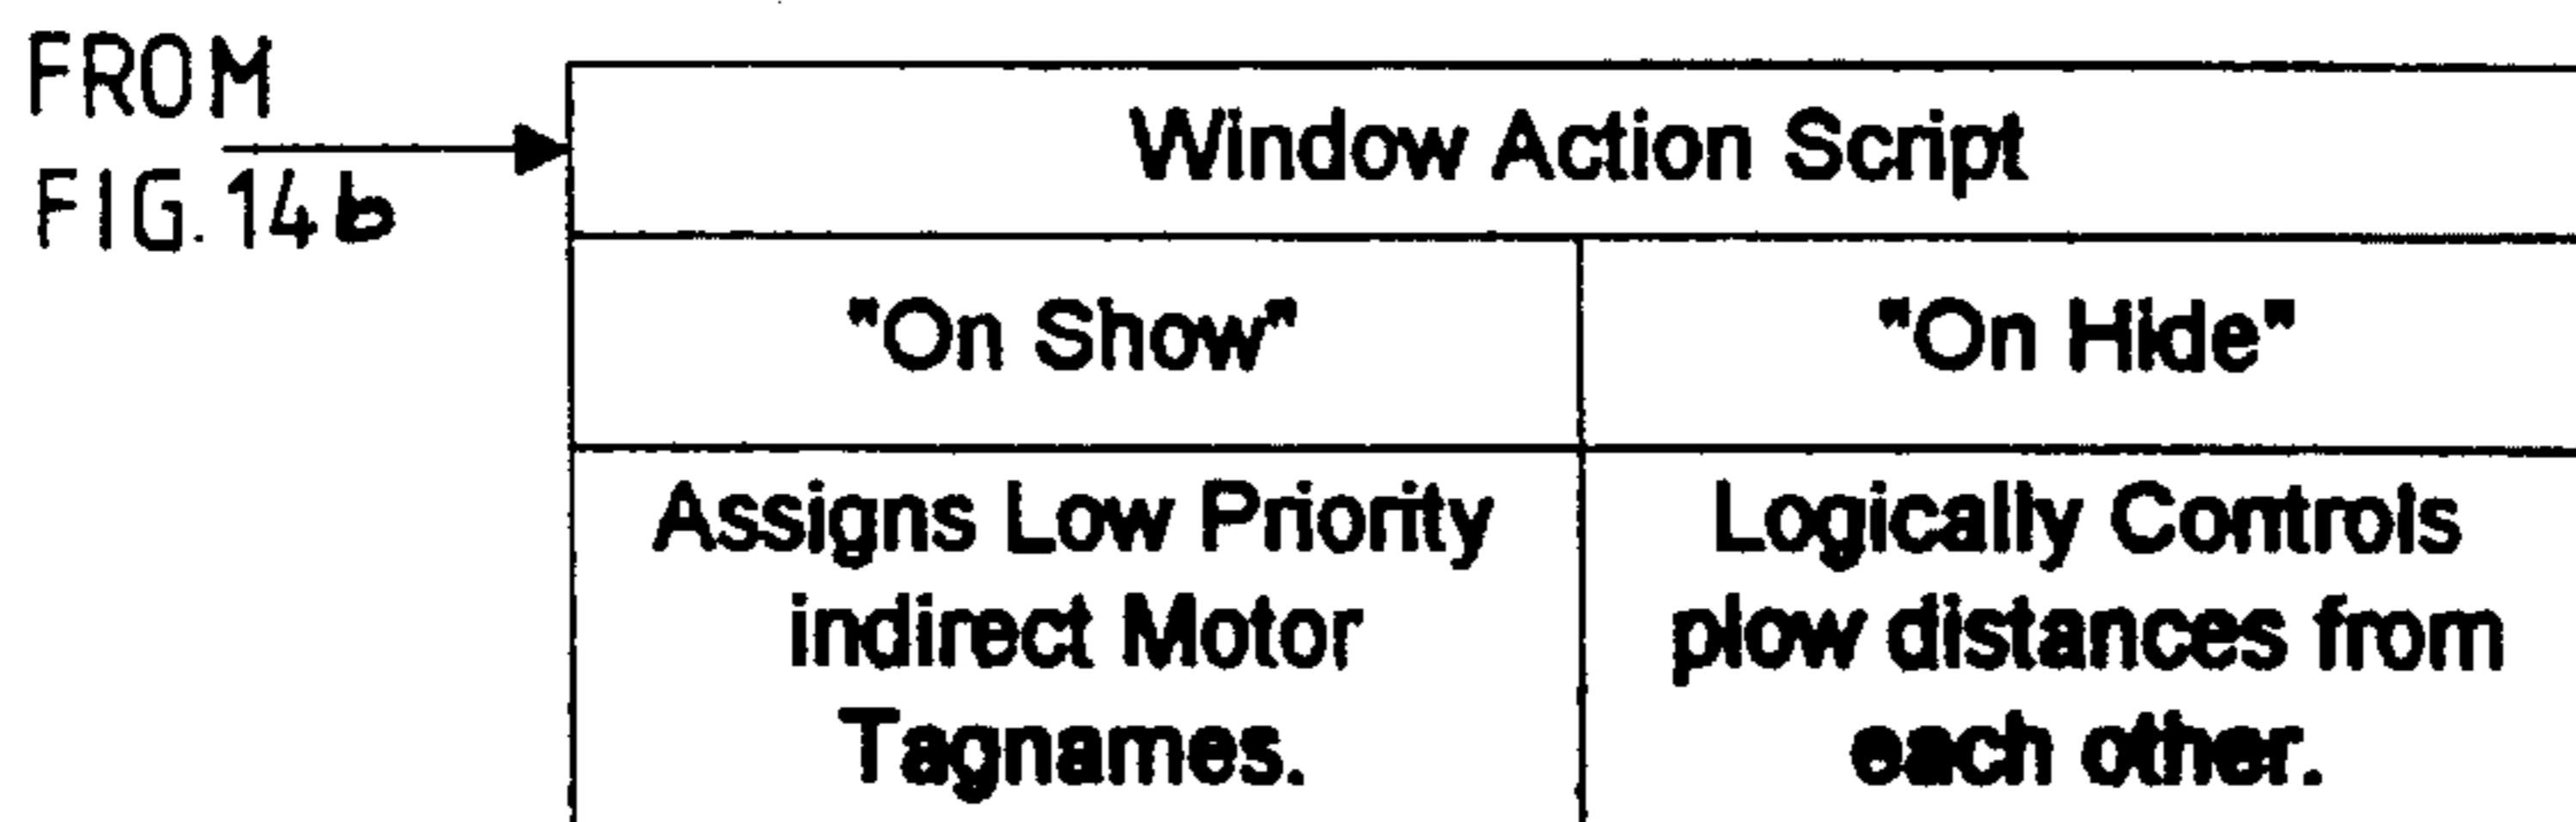 FROM
FIG.14b
Window Action Script
"On Show"
"On Hide"
Assigns Low Priority
indirect Motor
Tagnames.
Logically Controls
plow distances from
each other.